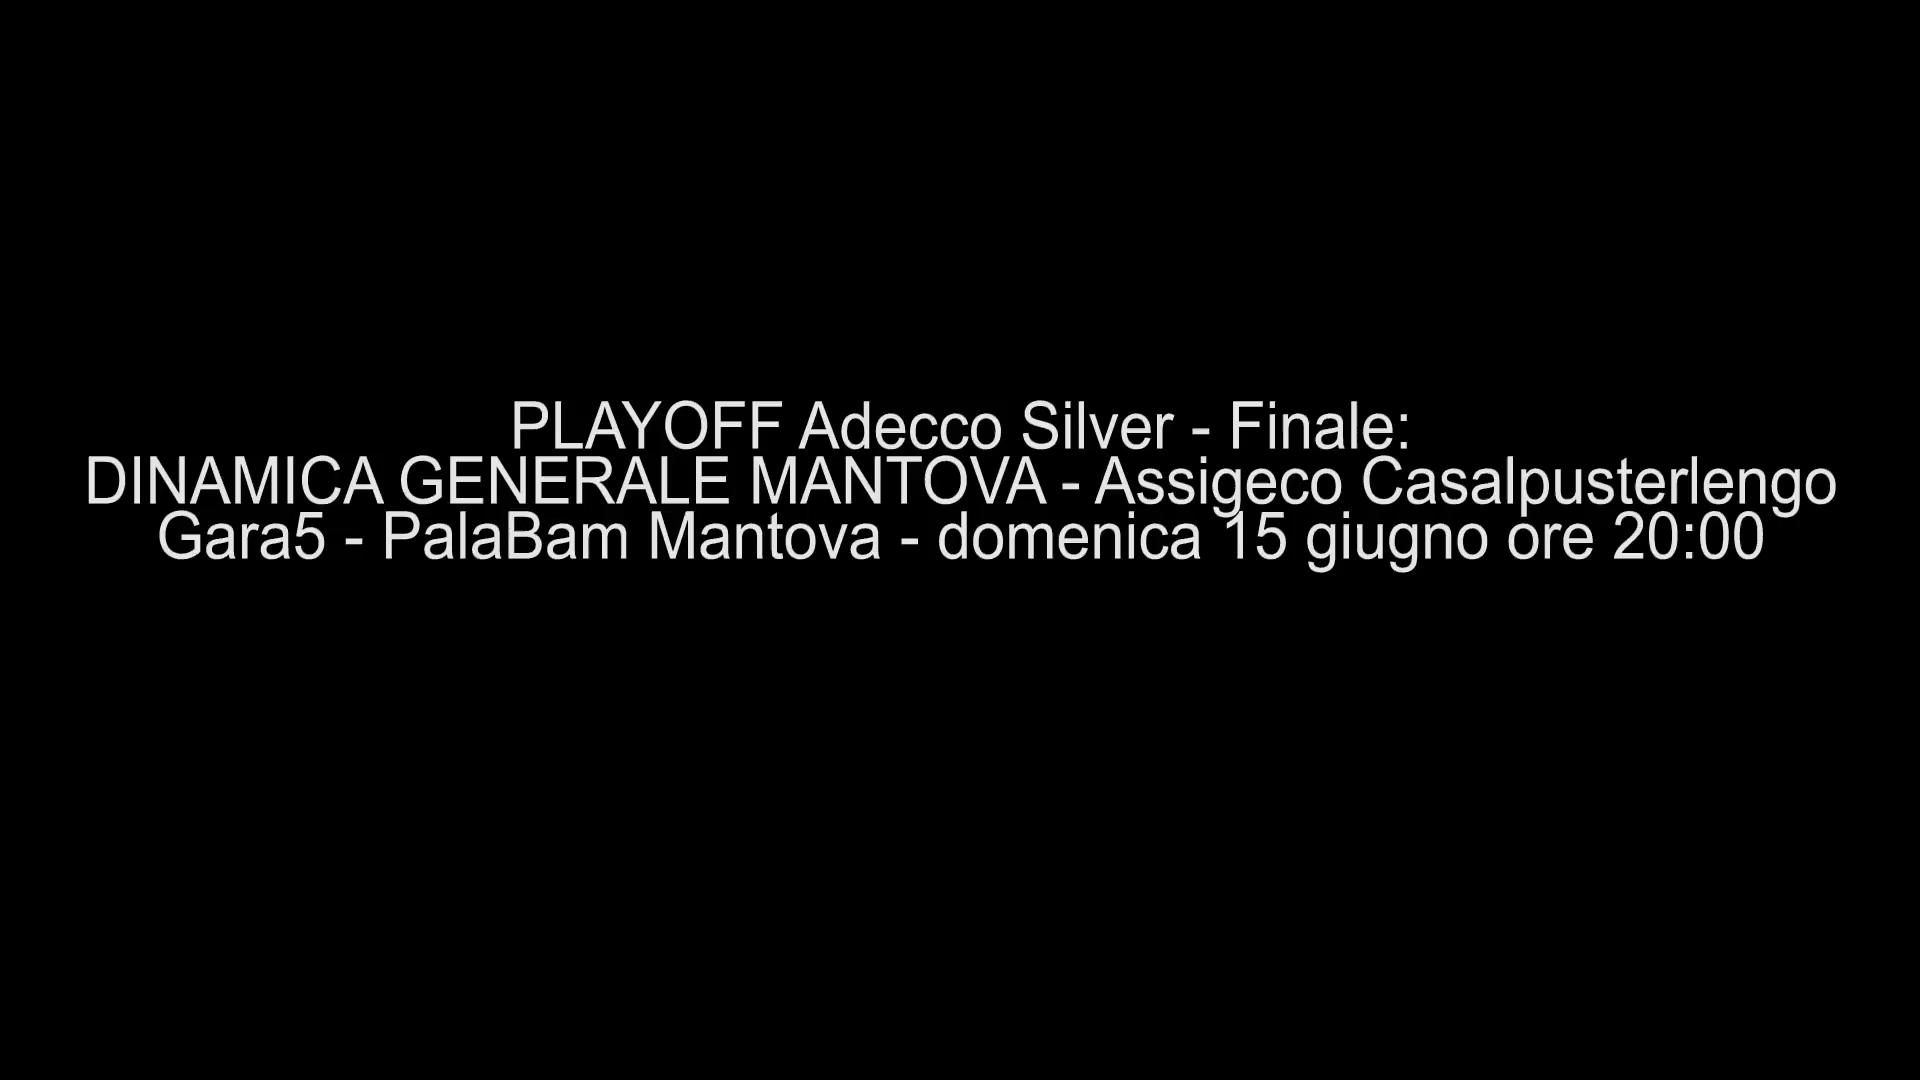 PLAYOFF Adecco Silver - Finale:
DINAMICA GENERALE MANTOVA - Assigeco Casalpusterlengo
Gara5 - PalaBam Mantova - domenica 15 giugno ore 20:00